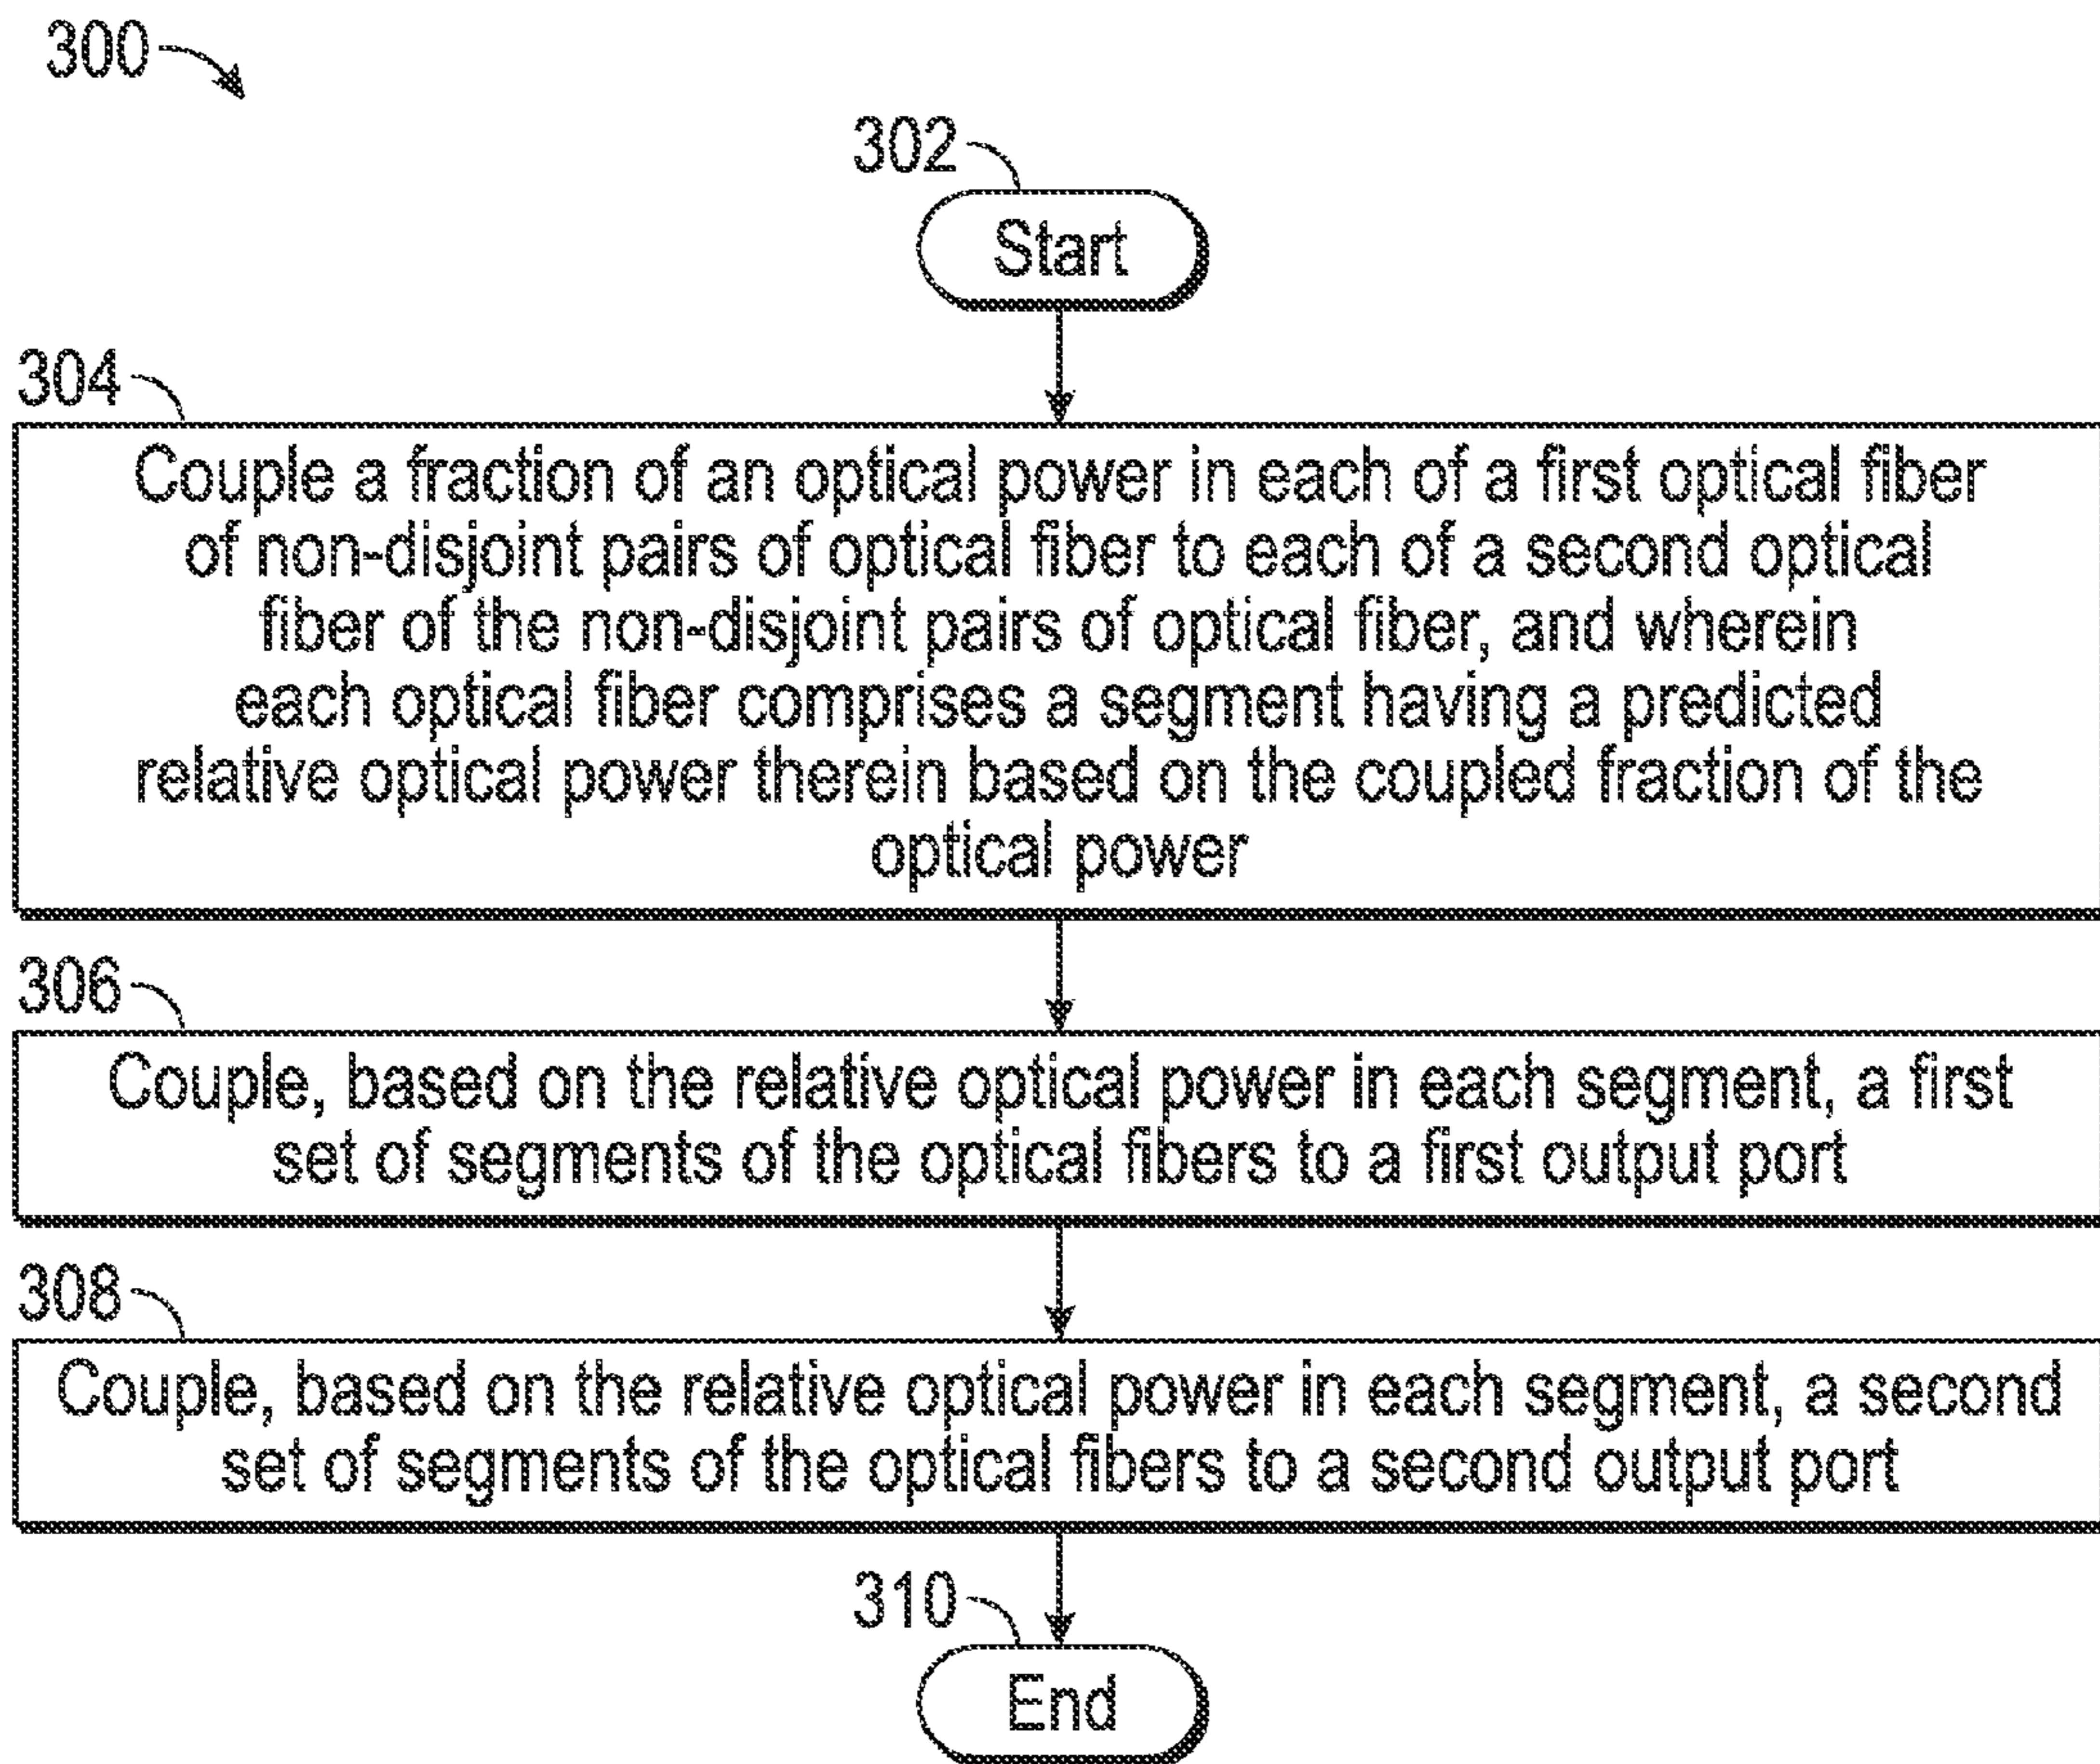 300
302
Start
304
Couple a fraction of an optical power in each of a first optical fiber
of non-disjoint pairs of optical fiber to each of a second optical
fiber of the non-disjoint pairs of optical fiber, and wherein
each optical fiber comprises a segment having a predicted
relative optical power therein based on the coupled fraction of the
optical power
306
Couple, based on the relative optical power in each segment, a first
set of segments of the optical fibers to a first output port
308
Couple, based on the relative optical power in each segment, a second
set of segments of the optical fibers to a second output port
310
End